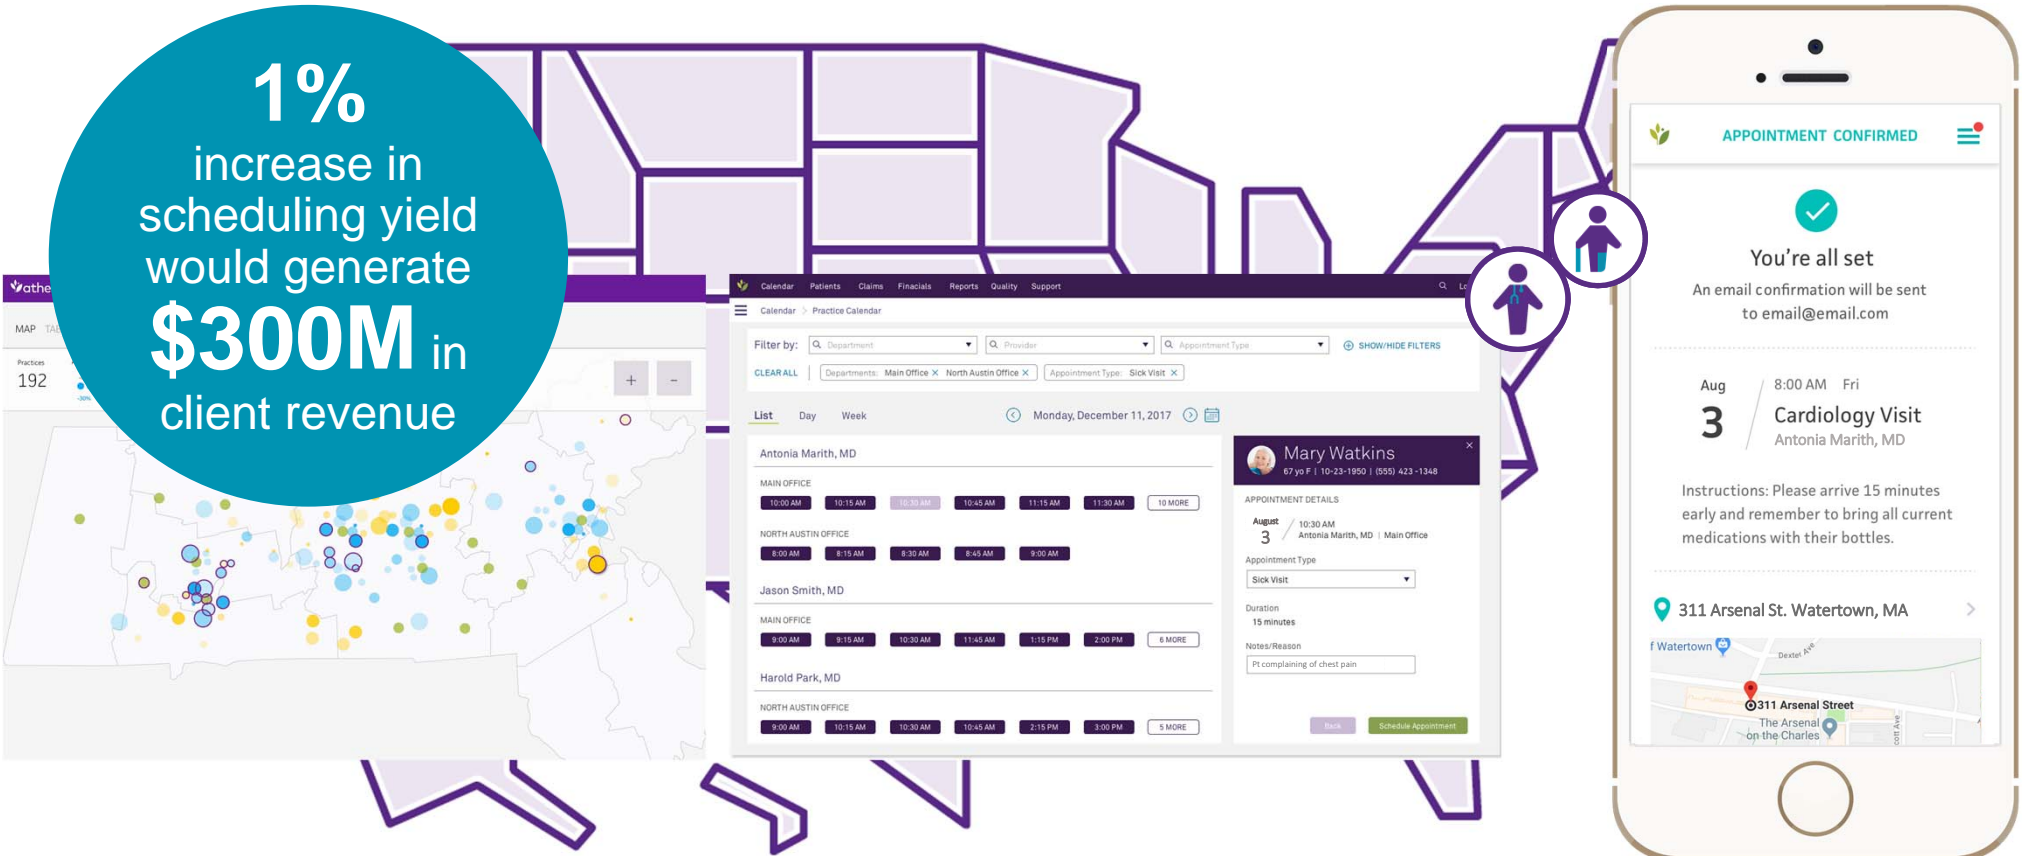 1%
increase in
scheduling yield
would generate
$300M in
client revenue
MAP
Practices
192
-30%
+ -
Calendar Patients Claims Finacials Reports Quality Support
Calendar > Practice Calendar
Filter by: Department Provider Appointment Type SHOW/HIDE FILTERS
CLEAR ALL Departments: Main Office X North Austin Office X Appointment Type: Sick Visit X
List Day Week Monday, December 11, 2017
Antonia Marith, MD
MAIN OFFICE
10:00 AM 10:15 AM 10:30 AM 10:45 AM 11:15 AM 11:30 AM 10 MORE
NORTH AUSTIN OFFICE
8:00 AM 8:15 AM 8:30 AM 8:45 AM 9:00 AM
Jason Smith, MD
MAIN OFFICE
9:00 AM 9:15 AM 10:30 AM 11:45 AM 1:15 PM 2:00 PM 6 MORE
Harold Park, MD
NORTH AUSTIN OFFICE
9:00 AM 10:15 AM 10:30 AM 10:45 AM 2:15 PM 3:00 PM 5 MORE
Mary Watkins
67 yo F | 10-23-1950 | (555) 423 -1348
APPOINTMENT DETAILS
August
3
10:30 AM
Antonia Marith, MD | Main Office
Appointment Type
Sick Visit
Duration
15 minutes
Notes/Reason
Pt complaining of chest pain
Back Schedule Appointment
APPOINTMENT CONFIRMED
You're all set
An email confirmation will be sent
to email@email.com
Aug
3
8:00 AM Fri
Cardiology Visit
Antonia Marith, MD
Instructions: Please arrive 15 minutes
early and remember to bring all current
medications with their bottles.
311 Arsenal St. Watertown, MA
f Watertown
Dexter Ave
311 Arsenal Street
The Arsenal
on the Charles
cott Ave